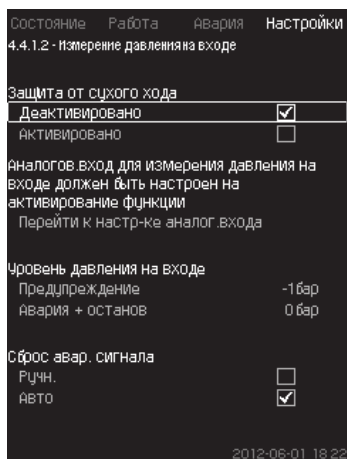 Состояние Работа Авария Настройки
4.4.1.2 - Измерение давления на входе
Защита от сухого хода
Деактивировано
Активировано
Аналогов.вход для измерения давления на
входе должен быть настроен на
активирование функции
Перейти к настр-ке аналог.входа
Уровень давления на входе
Предупреждение -1 бар
Авария + останов 0 бар
Сброс авар. сигнала
Ручн.
Авто
2012-06-01 18:22